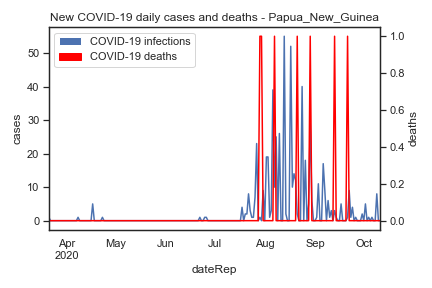 New COVID-19 daily cases and deaths - Papua_New_Guinea
COVID-19 infections
COVID-19 deaths
50
40
30
20
10
0
cases
1.0
0.8
0.6
0.4
0.2
0.0
deaths
Apr
2020
May
Jun
Jul
Aug
Sep
Oct
dateRep